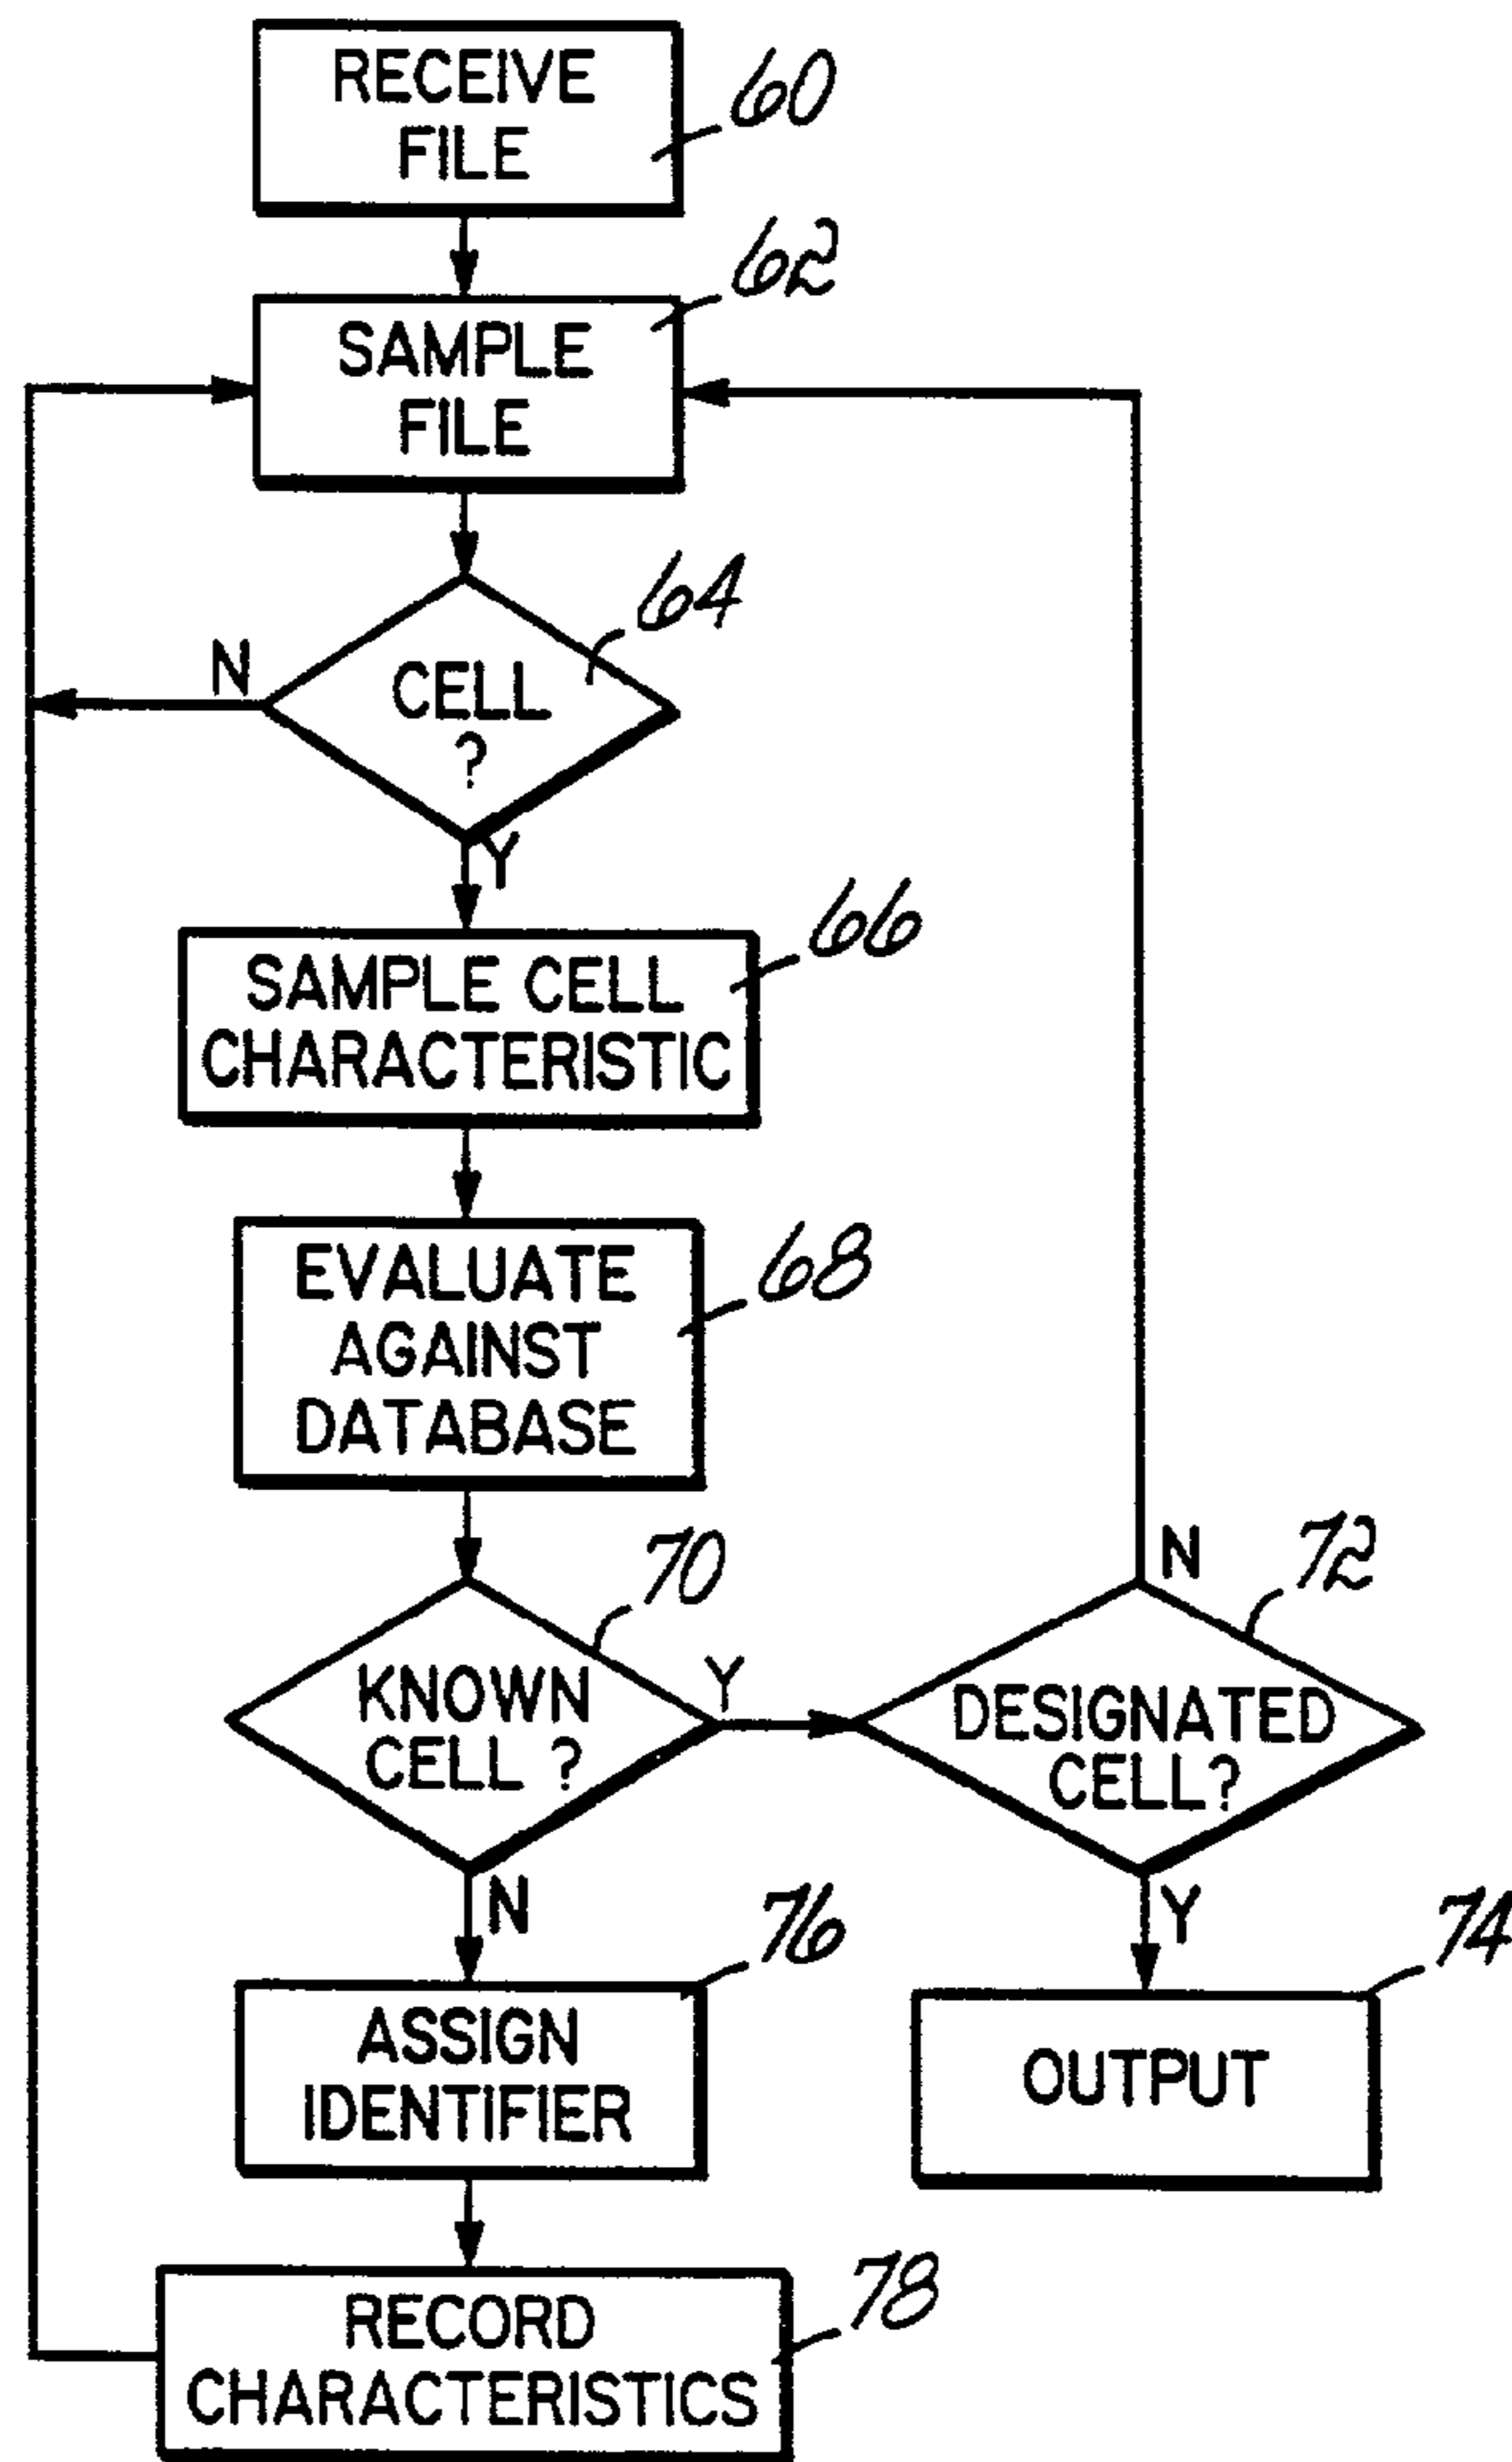 RECEIVE
FILE
60
SAMPLE
FILE
62
CELL
?
64
N
Y
SAMPLE CELL
CHARACTERISTIC
66
EVALUATE
AGAINST
DATABASE
68
KNOWN
CELL ?
70
Y
N
DESIGNATED
CELL?
72
N
Y
ASSIGN
IDENTIFIER
76
OUTPUT
74
RECORD
CHARACTERISTICS
78